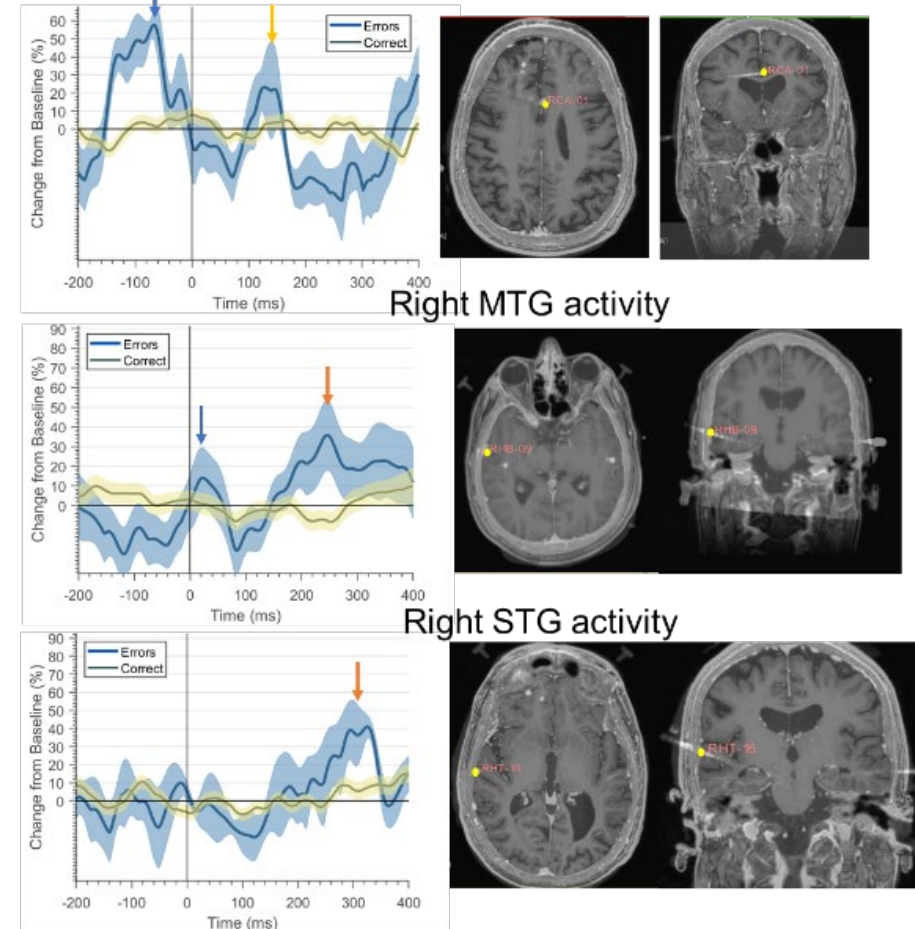 60
50
40
30
20
10
0
Change from Baseline (%)
Errors
Correct
-200 -100 0 100 200 300 400
Time (ms)
RCA-01
RCA-01
Right MTG activity
90
80
70
60
50
40
30
20
10
0
Change from Baseline (%)
Errors
Correct
-200 -100 0 100 200 300 400
Time (ms)
RHB-09
RHB-09
Right STG activity
90
80
70
60
50
40
30
20
10
0
Change from Baseline (%)
Errors
Correct
-200 -100 0 100 200 300 400
Time (ms)
RHT-16
RHT-16